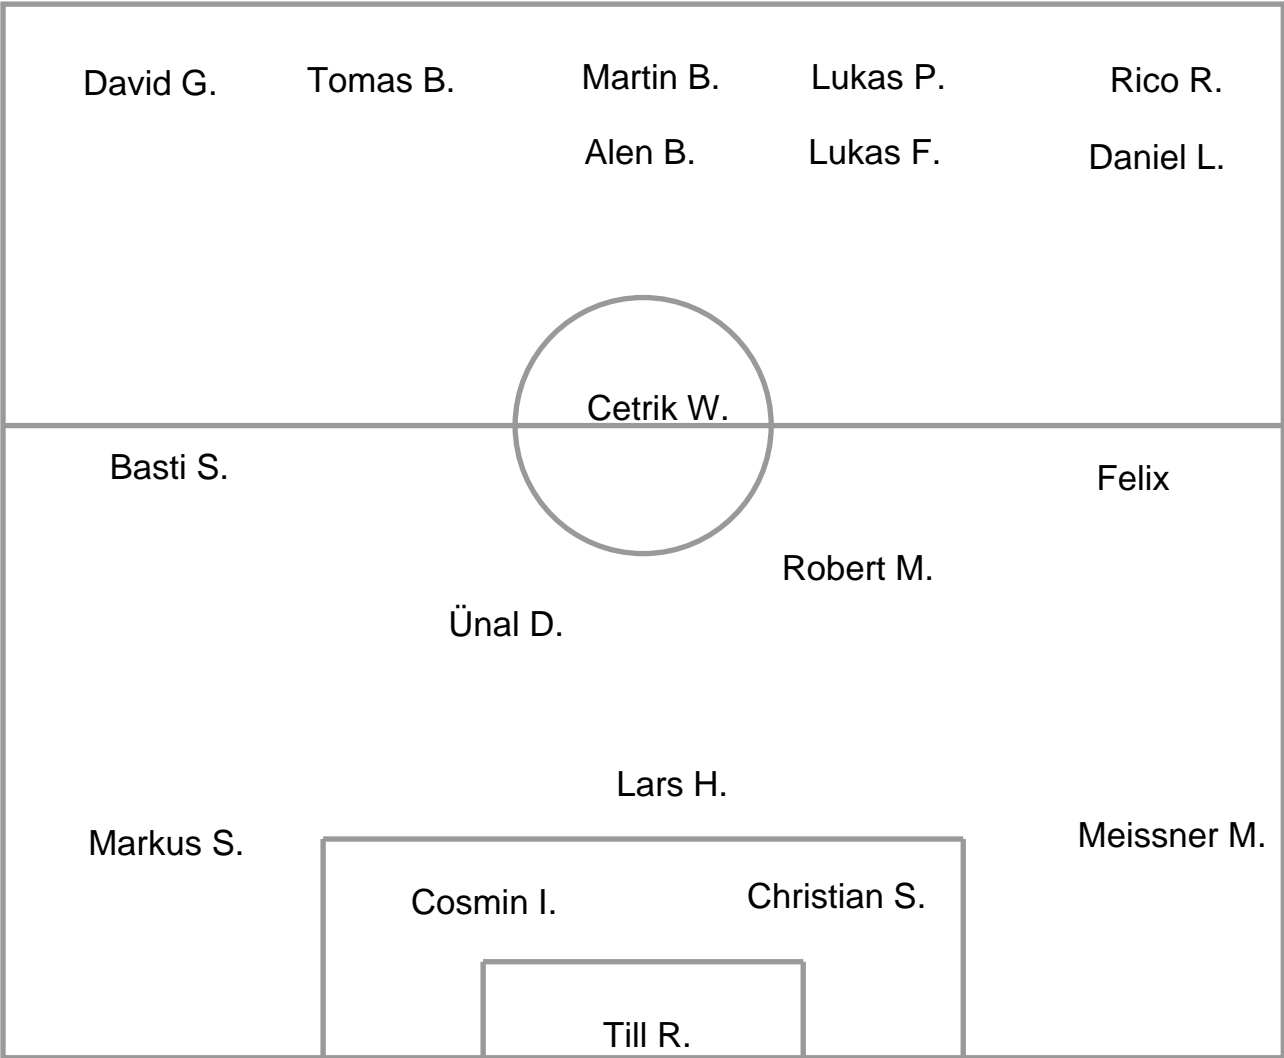 David G.
Tomas B.
Martin B.
Lukas P.
Rico R.
Alen B.
Lukas F.
Daniel L.
Cetrik W.
Basti S.
Felix
Robert M.
Ünal D.
Lars H.
Markus S.
Meissner M.
Cosmin I.
Christian S.
Till R.